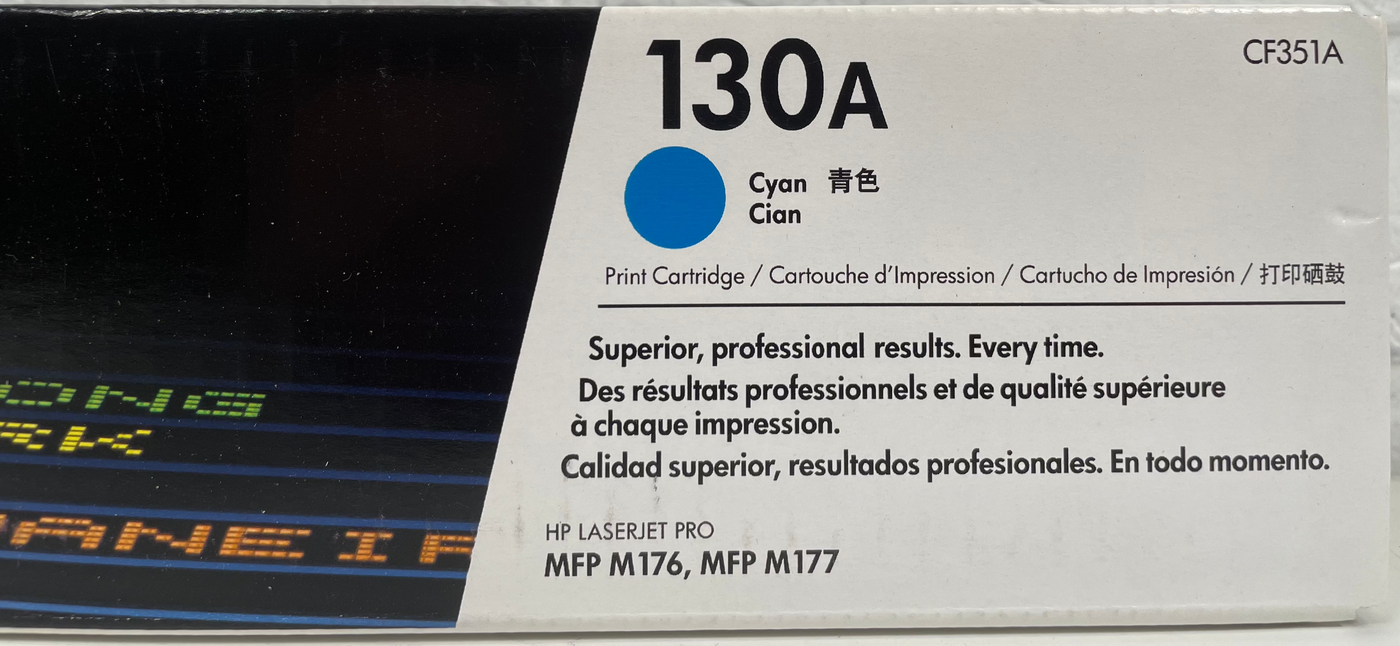 130A
CF351A
Cyan 青色
Cian
Print Cartridge / Cartouche d'Impression / Cartucho de Impresión / 打印硒鼓
Superior, professional results. Every time.
Des résultats professionnels et de qualité supérieure
à chaque impression.
Calidad superior, resultados profesionales. En todo momento.
HP LASERJET PRO
MFP M176, MFP M177